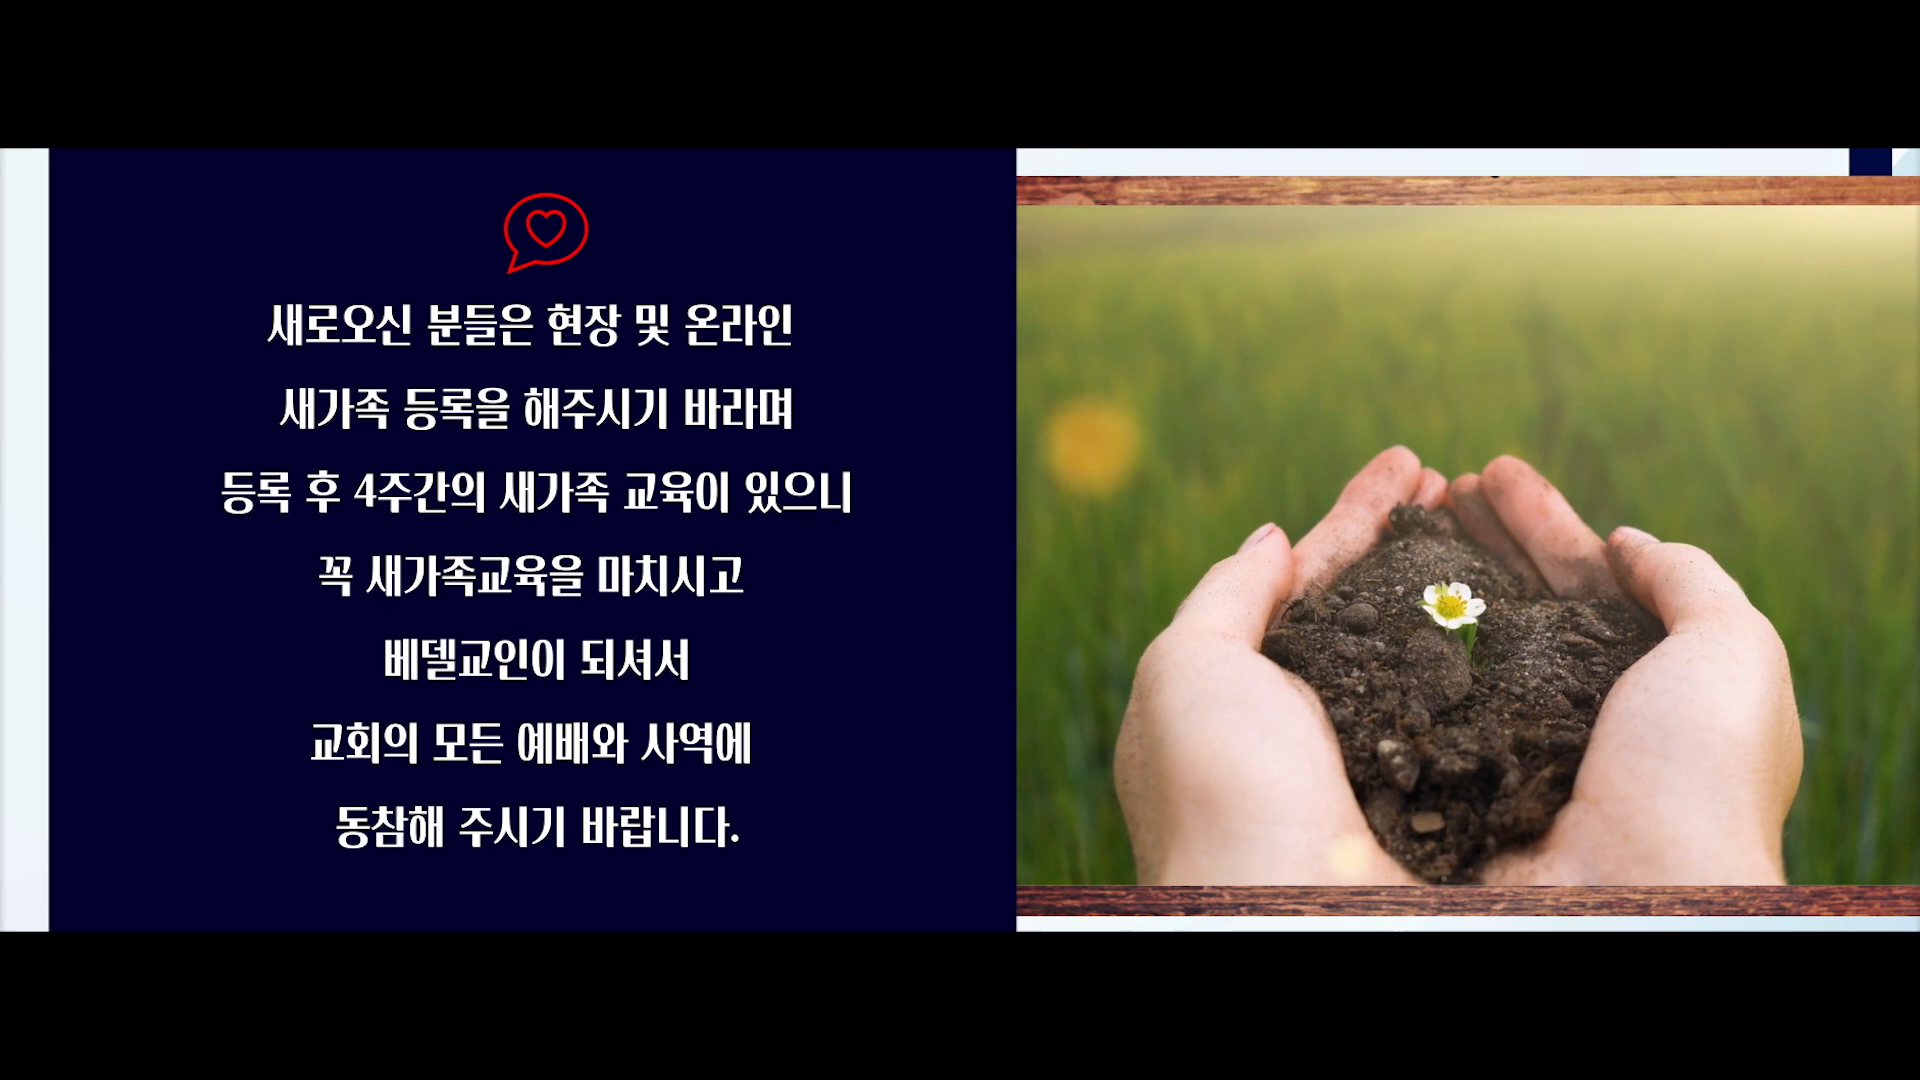 새로오신 분들은 현장 및 온라인
새가족 등록을 해주시기 바라며
등록 후 4주간의 새가족 교육이 있으니
꼭 새가족교육을 마치시고
베델교인이 되셔서
교회의 모든 예배와 사역에
동참해 주시기 바랍니다.